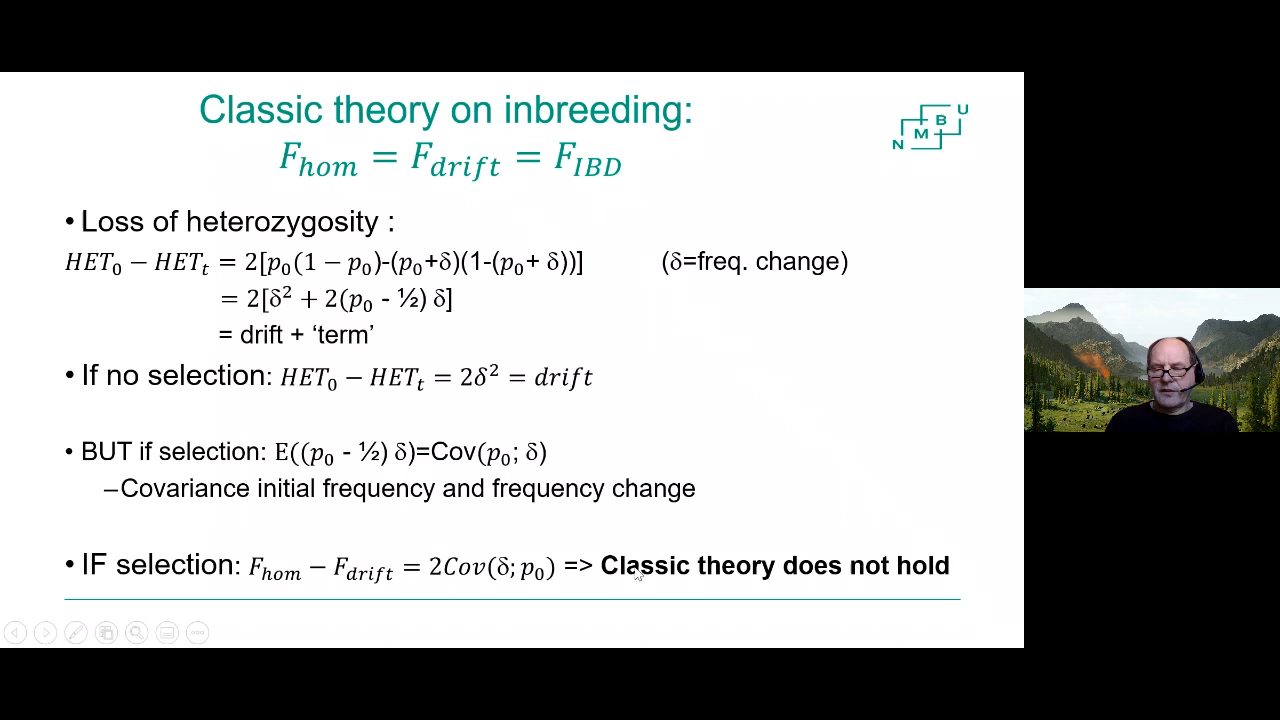 Classic theory on inbreeding:
F_hom = F_drift = F_IBD
N M B U
• Loss of heterozygosity :
HET₀ − HETₜ = 2[p₀(1 − p₀)-(p₀+δ)(1-(p₀+ δ))] (δ=freq. change)
= 2[δ² + 2(p₀ - ½) δ]
= drift + ‘term’
• If no selection: HET₀ − HETₜ = 2δ² = drift
• BUT if selection: E((p₀ - ½) δ)=Cov(p₀; δ)
–Covariance initial frequency and frequency change
• IF selection: F_hom − F_drift = 2Cov(δ; p₀) => Classic theory does not hold